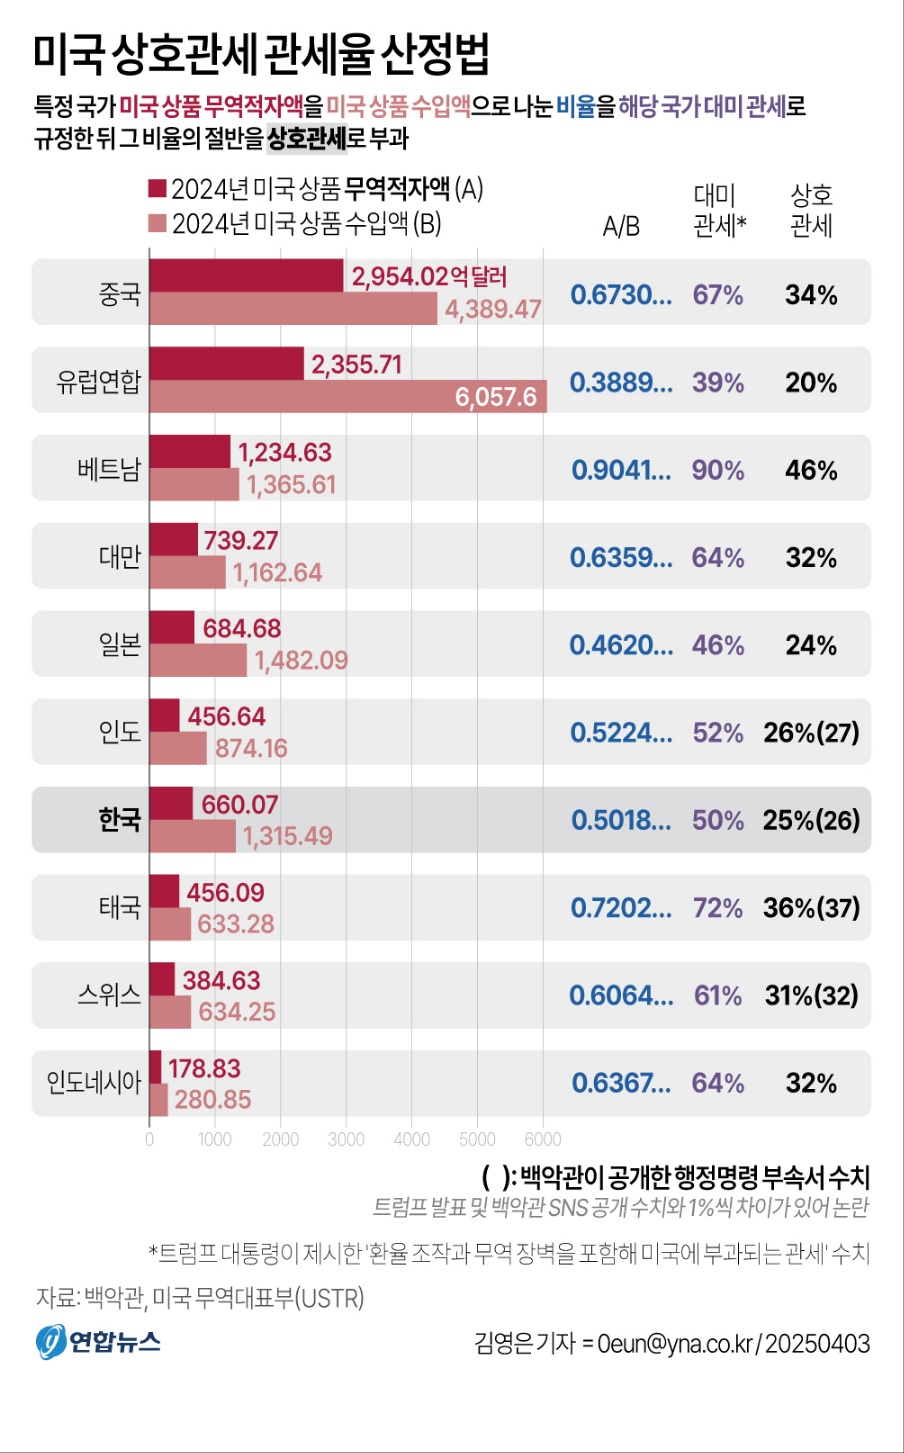 미국 상호관세 관세율 산정법
특정 국가 미국 상품 무역적자액을 미국 상품 수입액으로 나눈 비율을 해당 국가 대미 관세로
규정한 뒤 그 비율의 절반을 상호관세로 부과
2024년 미국 상품 무역적자액 (A)
2024년 미국 상품 수입액 (B)
A/B
대미
관세*
상호
관세
중국 2,954.02억 달러 4,389.47 0.6730... 67% 34%
유럽연합 2,355.71 6,057.6 0.3889... 39% 20%
베트남 1,234.63 1,365.61 0.9041... 90% 46%
대만 739.27 1,162.64 0.6359... 64% 32%
일본 684.68 1,482.09 0.4620... 46% 24%
인도 456.64 874.16 0.5224... 52% 26%(27)
한국 660.07 1,315.49 0.5018... 50% 25%(26)
태국 456.09 633.28 0.7202... 72% 36%(37)
스위스 384.63 634.25 0.6064... 61% 31%(32)
인도네시아 178.83 280.85 0.6367... 64% 32%
0 1000 2000 3000 4000 5000 6000
( ): 백악관이 공개한 행정명령 부속서 수치
트럼프 발표 및 백악관 SNS 공개 수치와 1%씩 차이가 있어 논란
*트럼프 대통령이 제시한 '환율 조작과 무역 장벽을 포함해 미국에 부과되는 관세' 수치
자료: 백악관, 미국 무역대표부(USTR)
연합뉴스
김영은 기자 = 0eun@yna.co.kr / 20250403